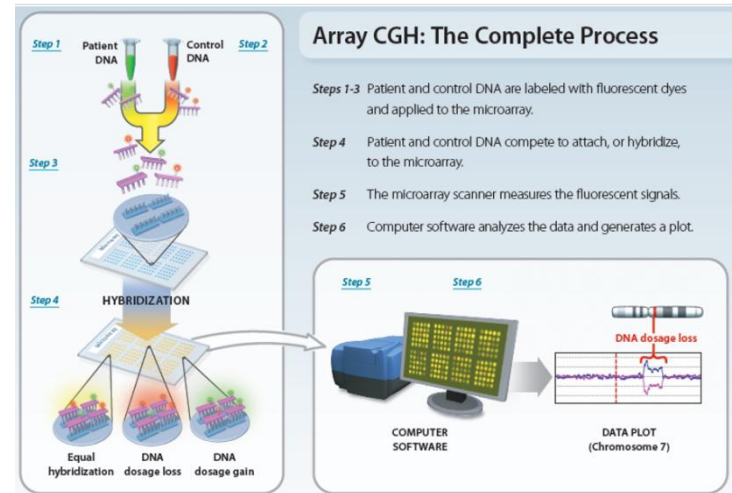 Array CGH: The Complete Process
Step 1
Patient
DNA
Control
DNA
Step 2
Steps 1-3 Patient and control DNA are labeled with fluorescent dyes
and applied to the microarray.
Step 4 Patient and control DNA compete to attach, or hybridize,
to the microarray.
Step 5 The microarray scanner measures the fluorescent signals.
Step 6 Computer software analyzes the data and generates a plot.
Step 3
HYBRIDIZATION
Step 4
Equal
hybridization
DNA
dosage loss
DNA
dosage gain
Step 5
Step 6
DNA dosage loss
COMPUTER
SOFTWARE
DATA PLOT
(Chromosome 7)